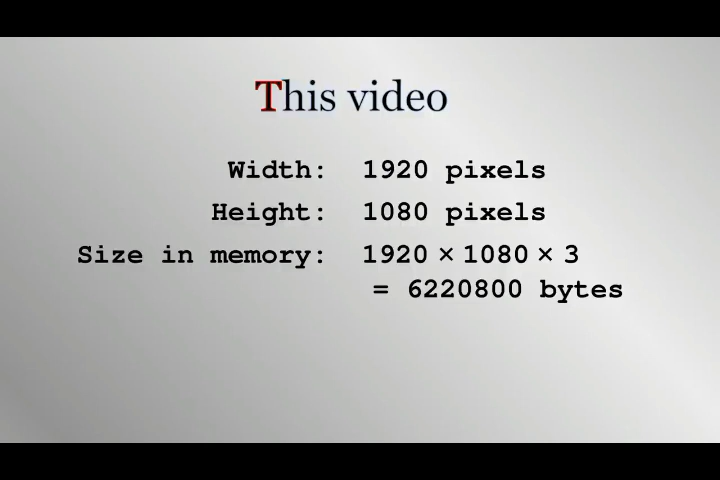 This video
Width: 1920 pixels
Height: 1080 pixels
Size in memory: 1920 × 1080 × 3
= 6220800 bytes